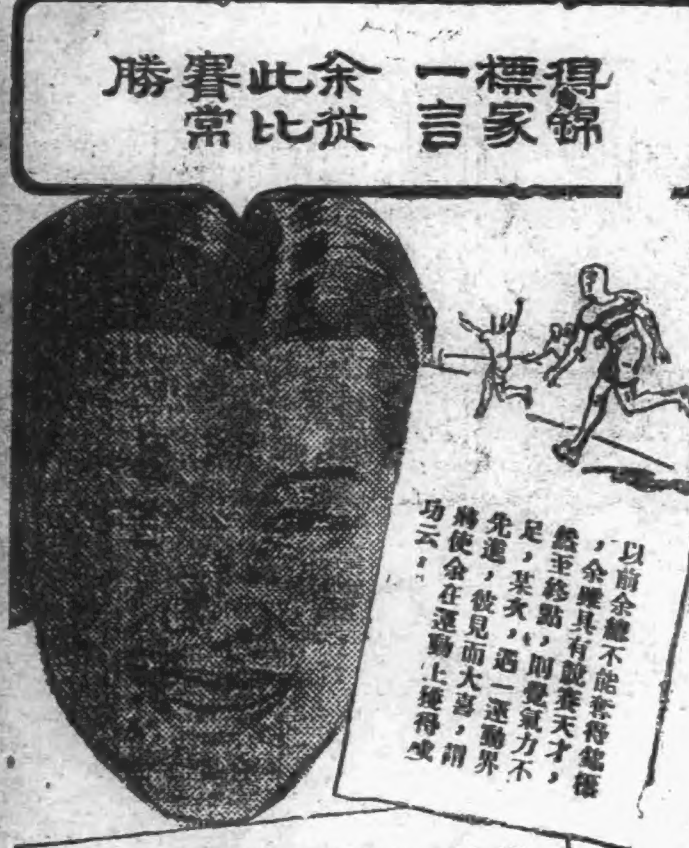 得錦
標家
一言
余從
此比
賽常
勝
以前余總不能奪得錦標
，余雖具有競賽天才，
然至終點，則覺氣力不
足，某次，遇一運動界
先進，彼見而大喜，謂
將使余在運動上獲得成
功云，